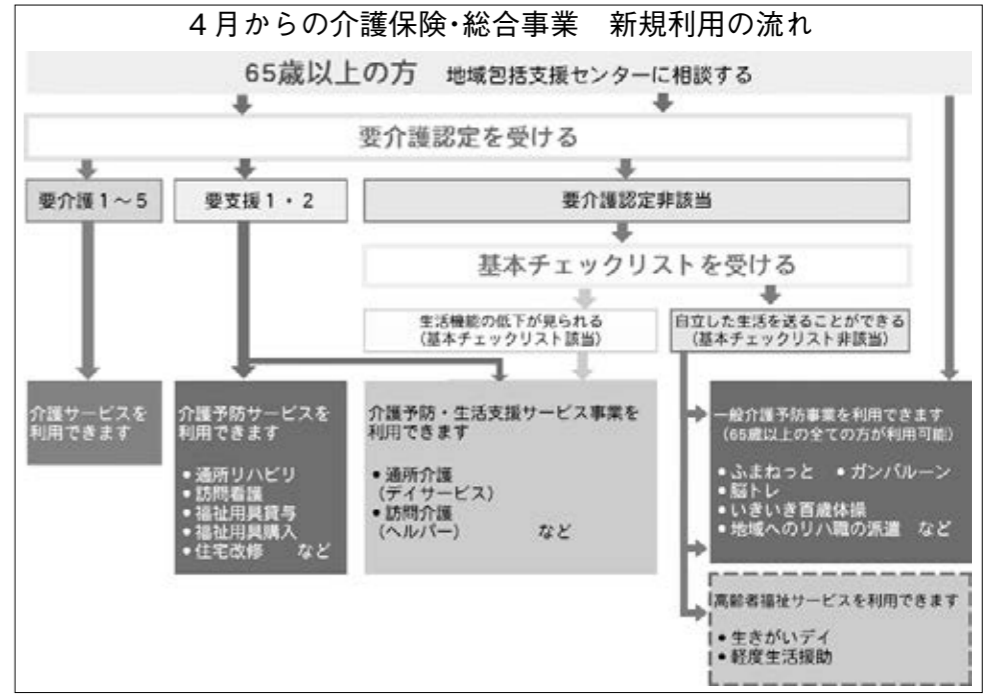 ４月からの介護保険・総合事業　新規利用の流れ
65歳以上の方　地域包括支援センターに相談する
要介護認定を受ける
要介護１～５
要支援１・２
要介護認定非該当
基本チェックリストを受ける
生活機能の低下が見られる
（基本チェックリスト該当）
自立した生活を送ることができる
（基本チェックリスト非該当）
介護サービスを
利用できます
介護予防サービスを
利用できます
●通所リハビリ
●訪問看護
●福祉用具貸与
●福祉用具購入
●住宅改修　など
介護予防・生活支援サービス事業を
利用できます
●通所介護
（デイサービス）
●訪問介護
（ヘルパー）　など
一般介護予防事業を利用できます
（65歳以上の全ての方が利用可能）
●ふまねっと　●ガンバルーン
●脳トレ
●いきいき百歳体操
●地域へのリハ職の派遣　など
高齢者福祉サービスを利用できます
●生きがいデイ
●軽度生活援助